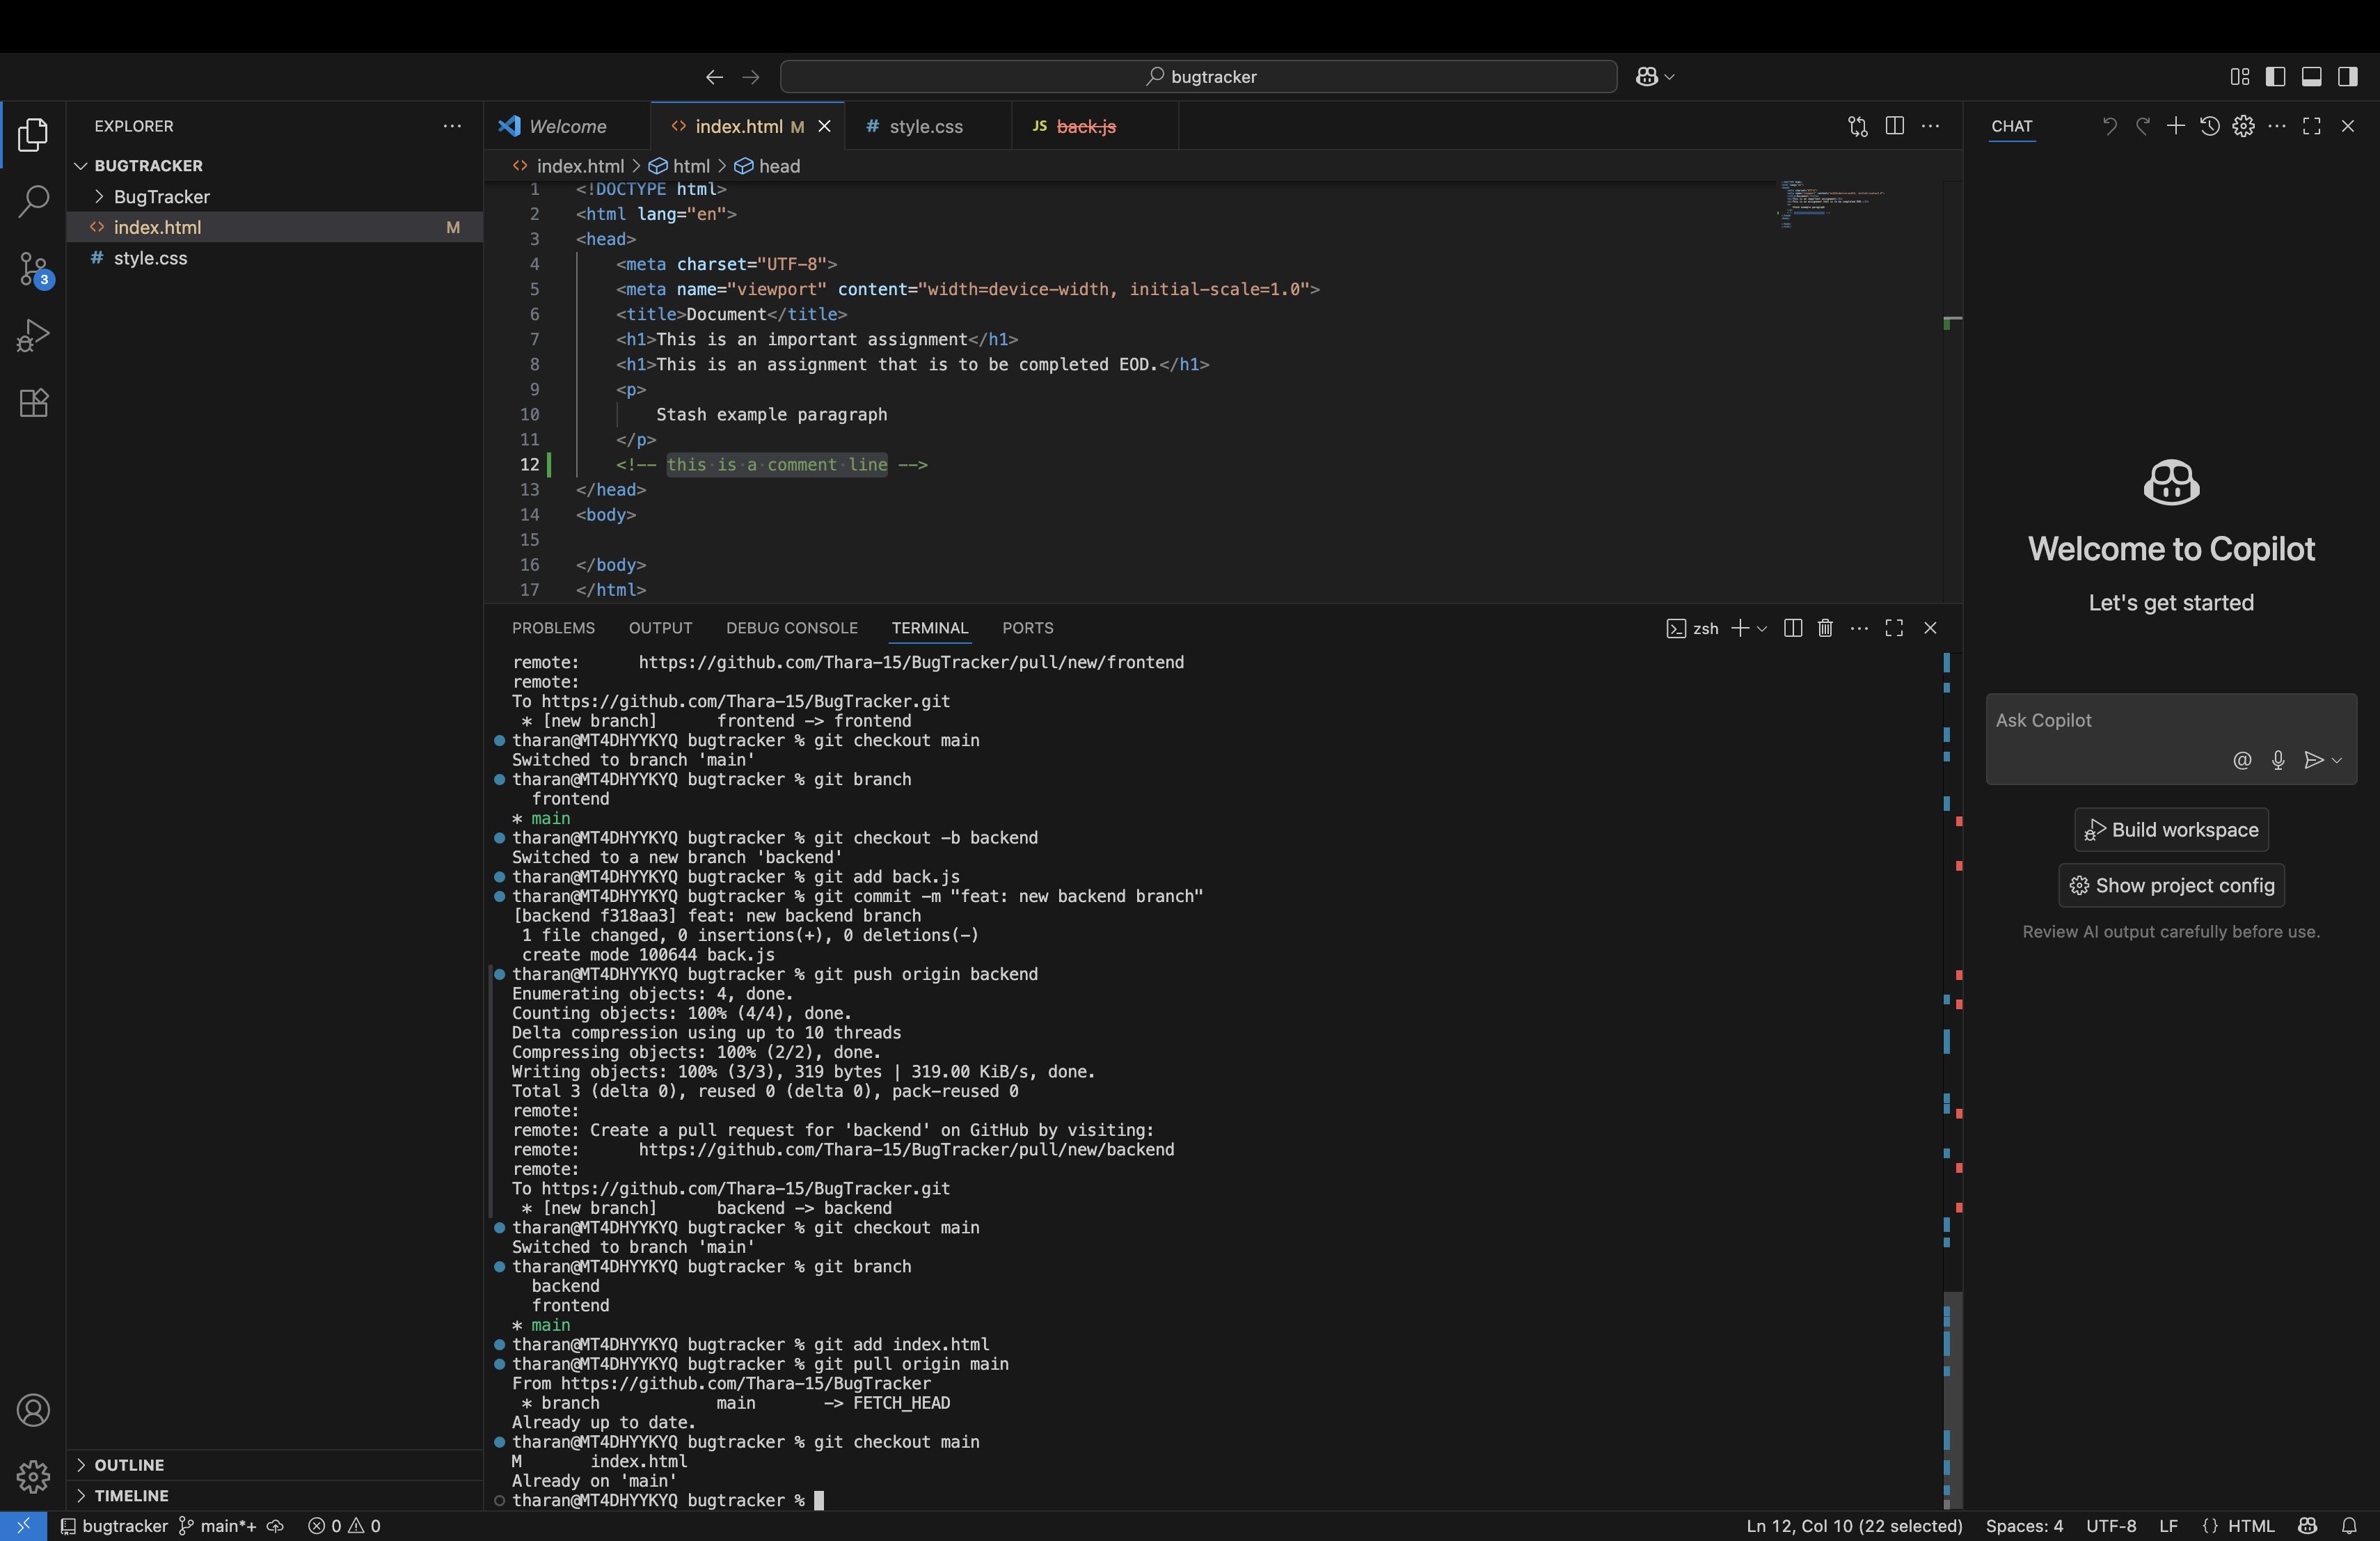 bugtracker
EXPLORER
BUGTRACKER
BugTracker
index.html M
style.css
3
OUTLINE
TIMELINE
Welcome
index.html M
style.css
JS back.js
index.html > html > head
1 <!DOCTYPE html>
2 <html lang="en">
3 <head>
4 <meta charset="UTF-8">
5 <meta name="viewport" content="width=device-width, initial-scale=1.0">
6 <title>Document</title>
7 <h1>This is an important assignment</h1>
8 <h1>This is an assignment that is to be completed EOD.</h1>
9 <p>
10 Stash example paragraph
11 </p>
12 <!-- this is a comment line -->
13 </head>
14 <body>
15
16 </body>
17 </html>
PROBLEMS OUTPUT DEBUG CONSOLE TERMINAL PORTS
zsh
remote:      https://github.com/Thara-15/BugTracker/pull/new/frontend
remote:
To https://github.com/Thara-15/BugTracker.git
 * [new branch]      frontend -> frontend
tharan@MT4DHYYKYQ bugtracker % git checkout main
Switched to branch 'main'
tharan@MT4DHYYKYQ bugtracker % git branch
  frontend
* main
tharan@MT4DHYYKYQ bugtracker % git checkout -b backend
Switched to a new branch 'backend'
tharan@MT4DHYYKYQ bugtracker % git add back.js
tharan@MT4DHYYKYQ bugtracker % git commit -m "feat: new backend branch"
[backend f318aa3] feat: new backend branch
 1 file changed, 0 insertions(+), 0 deletions(-)
 create mode 100644 back.js
tharan@MT4DHYYKYQ bugtracker % git push origin backend
Enumerating objects: 4, done.
Counting objects: 100% (4/4), done.
Delta compression using up to 10 threads
Compressing objects: 100% (2/2), done.
Writing objects: 100% (3/3), 319 bytes | 319.00 KiB/s, done.
Total 3 (delta 0), reused 0 (delta 0), pack-reused 0
remote:
remote: Create a pull request for 'backend' on GitHub by visiting:
remote:      https://github.com/Thara-15/BugTracker/pull/new/backend
remote:
To https://github.com/Thara-15/BugTracker.git
 * [new branch]      backend -> backend
tharan@MT4DHYYKYQ bugtracker % git checkout main
Switched to branch 'main'
tharan@MT4DHYYKYQ bugtracker % git branch
  backend
  frontend
* main
tharan@MT4DHYYKYQ bugtracker % git add index.html
tharan@MT4DHYYKYQ bugtracker % git pull origin main
From https://github.com/Thara-15/BugTracker
 * branch            main       -> FETCH_HEAD
Already up to date.
tharan@MT4DHYYKYQ bugtracker % git checkout main
M       index.html
Already on 'main'
tharan@MT4DHYYKYQ bugtracker %
CHAT
Welcome to Copilot
Let's get started
Ask Copilot
Build workspace
Show project config
Review AI output carefully before use.
bugtracker main*+ 0 0
Ln 12, Col 10 (22 selected) Spaces: 4 UTF-8 LF {} HTML